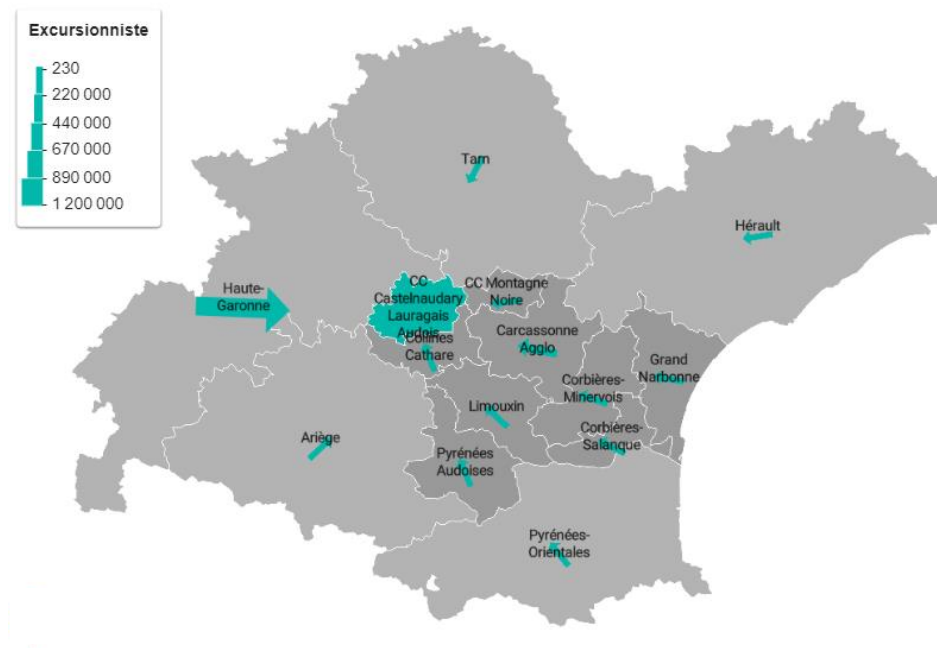 Excursionniste
230
220 000
440 000
670 000
890 000
1 200 000
Tarn
Hérault
Haute-
Garonne
CC
Castelnaudary
Lauragais
Audois
CC Montagne
Noire
Collines
Cathare
Carcassonne
Agglo
Grand
Narbonne
Corbières-
Minervois
Limouxin
Corbières-
Salanque
Ariège
Pyrénées
Audoises
Pyrénées-
Orientales